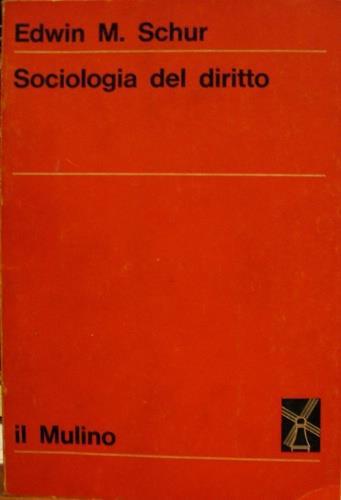 Edwin M. Schur
Sociologia del diritto
il Mulino